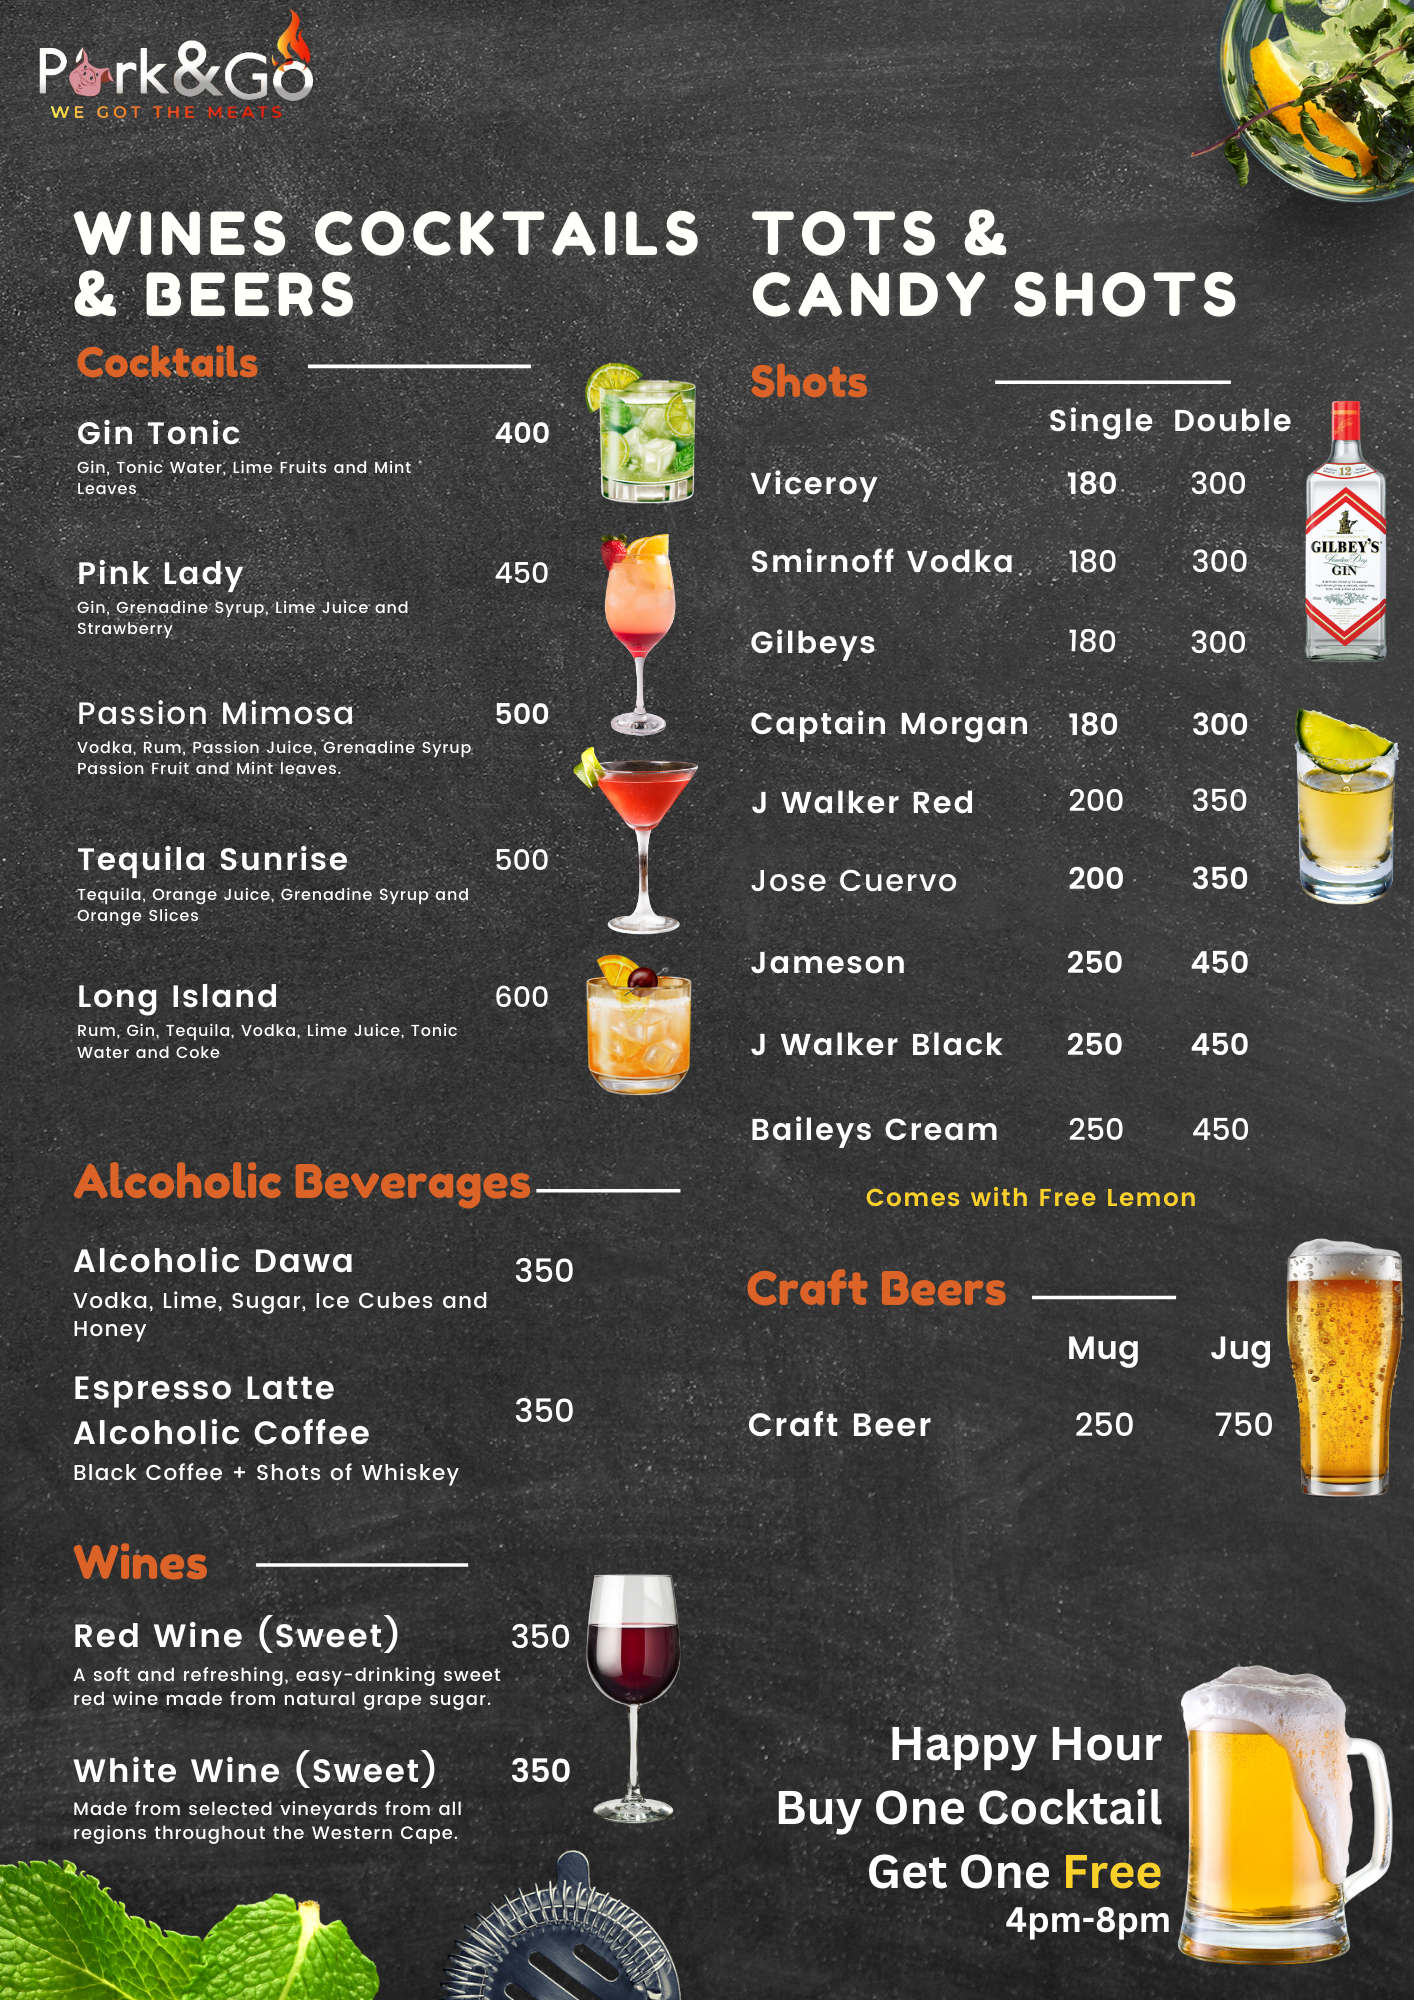 Pork&Go
WE GOT THE MEATS
WINES COCKTAILS
& BEERS
Cocktails
Gin Tonic 400
Gin, Tonic Water, Lime Fruits and Mint
Leaves
Pink Lady 450
Gin, Grenadine Syrup, Lime Juice and
Strawberry
Passion Mimosa 500
Vodka, Rum, Passion Juice, Grenadine Syrup
Passion Fruit and Mint leaves.
Tequila Sunrise 500
Tequila, Orange Juice, Grenadine Syrup and
Orange Slices
Long Island 600
Rum, Gin, Tequila, Vodka, Lime Juice, Tonic
Water and Coke
Alcoholic Beverages
Alcoholic Dawa 350
Vodka, Lime, Sugar, Ice Cubes and
Honey
Espresso Latte
Alcoholic Coffee 350
Black Coffee + Shots of Whiskey
Wines
Red Wine (Sweet) 350
A soft and refreshing, easy-drinking sweet
red wine made from natural grape sugar.
White Wine (Sweet) 350
Made from selected vineyards from all
regions throughout the Western Cape.
TOTS &
CANDY SHOTS
Shots
Single Double
Viceroy 180 300
Smirnoff Vodka 180 300
Gilbeys 180 300
Captain Morgan 180 300
J Walker Red 200 350
Jose Cuervo 200 350
Jameson 250 450
J Walker Black 250 450
Baileys Cream 250 450
Comes with Free Lemon
12
GILBEY'S
London Dry
GIN
Craft Beers
Mug Jug
Craft Beer 250 750
Happy Hour
Buy One Cocktail
Get One Free
4pm-8pm